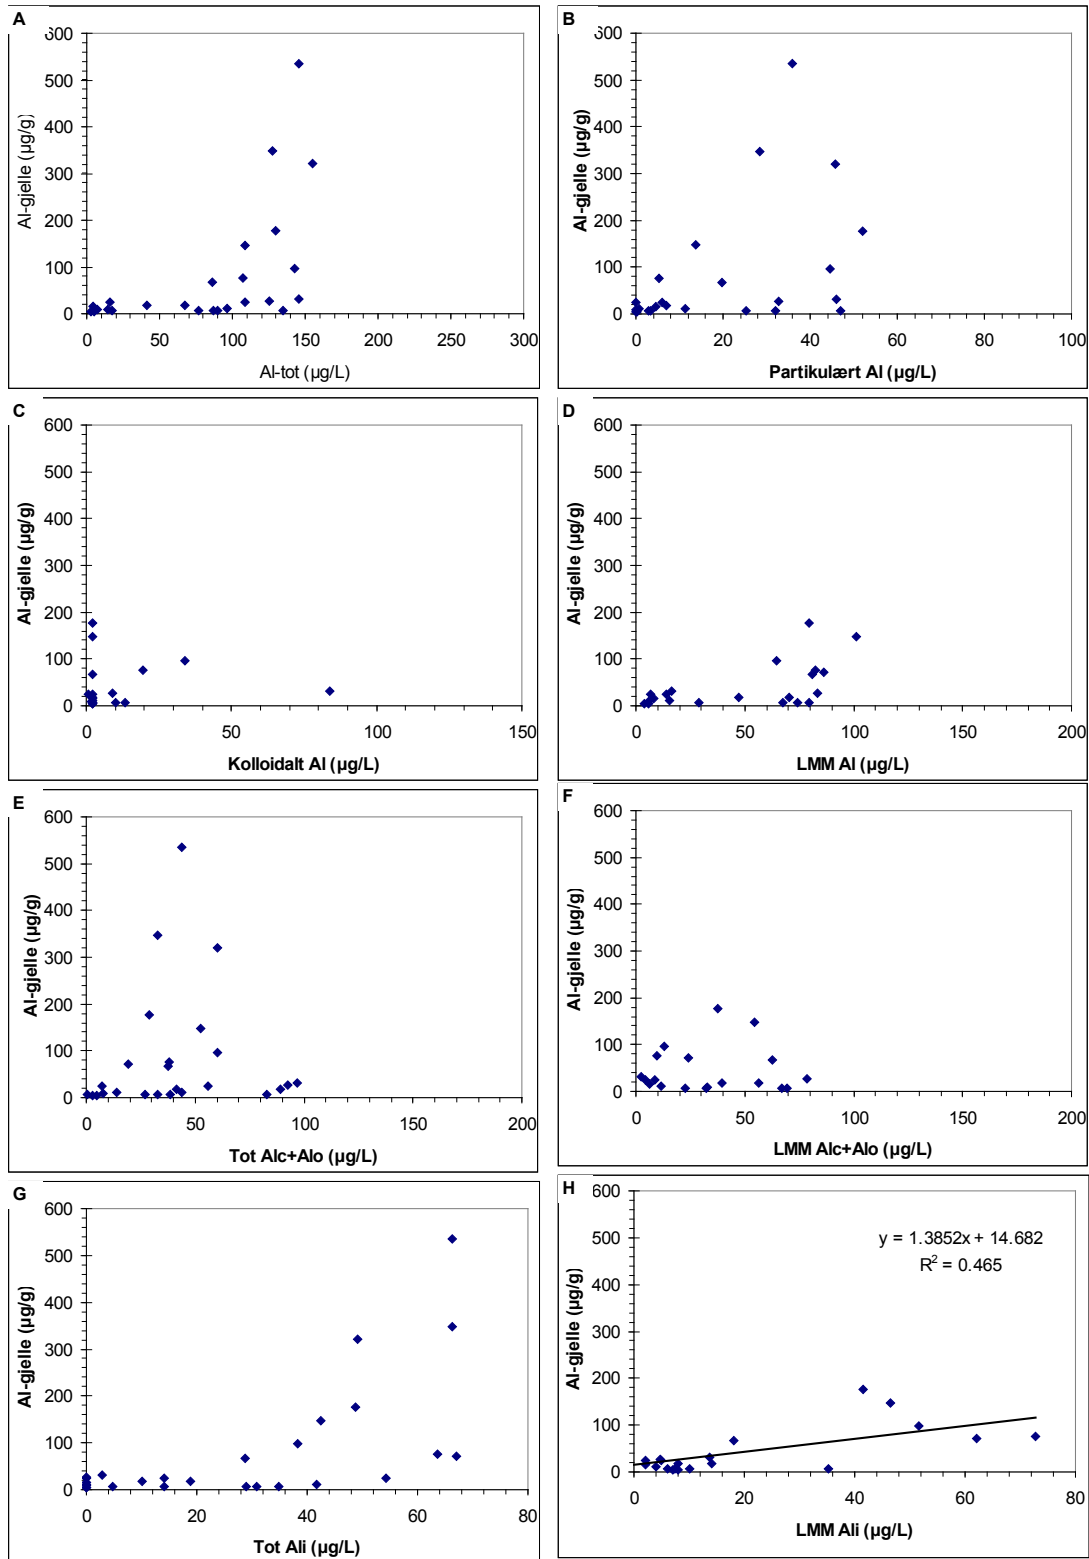 A
600
500
400
300
200
100
0
Al-gjelle (µg/g)
0 50 100 150 200 250 300
Al-tot (µg/L)
B
600
500
400
300
200
100
0
Al-gjelle (µg/g)
0 20 40 60 80 100
Partikulært Al (µg/L)
C
600
500
400
300
200
100
0
Al-gjelle (µg/g)
0 50 100 150
Kolloidalt Al (µg/L)
D
600
500
400
300
200
100
0
Al-gjelle (µg/g)
0 50 100 150 200
LMM Al (µg/L)
E
600
500
400
300
200
100
0
Al-gjelle (µg/g)
0 50 100 150 200
Tot Alc+Alo (µg/L)
F
600
500
400
300
200
100
0
Al-gjelle (µg/g)
0 50 100 150 200
LMM Alc+Alo (µg/L)
G
600
500
400
300
200
100
0
Al-gjelle (µg/g)
0 20 40 60 80
Tot Ali (µg/L)
H
600
500
400
300
200
100
0
Al-gjelle (µg/g)
y = 1.3852x + 14.682
R² = 0.465
0 20 40 60 80
LMM Ali (µg/L)